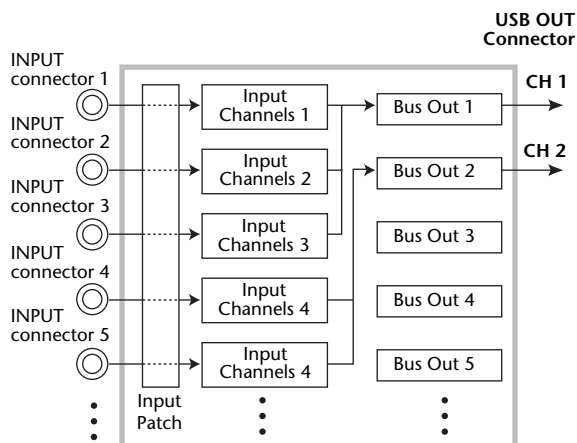 USB OUT
Connector
INPUT
connector 1
Input
Channels 1
Bus Out 1
CH 1
INPUT
connector 2
Input
Channels 2
Bus Out 2
CH 2
INPUT
connector 3
Input
Channels 3
Bus Out 3
INPUT
connector 4
Input
Channels 4
Bus Out 4
INPUT
connector 5
Input
Channels 4
Bus Out 5
Input
Patch